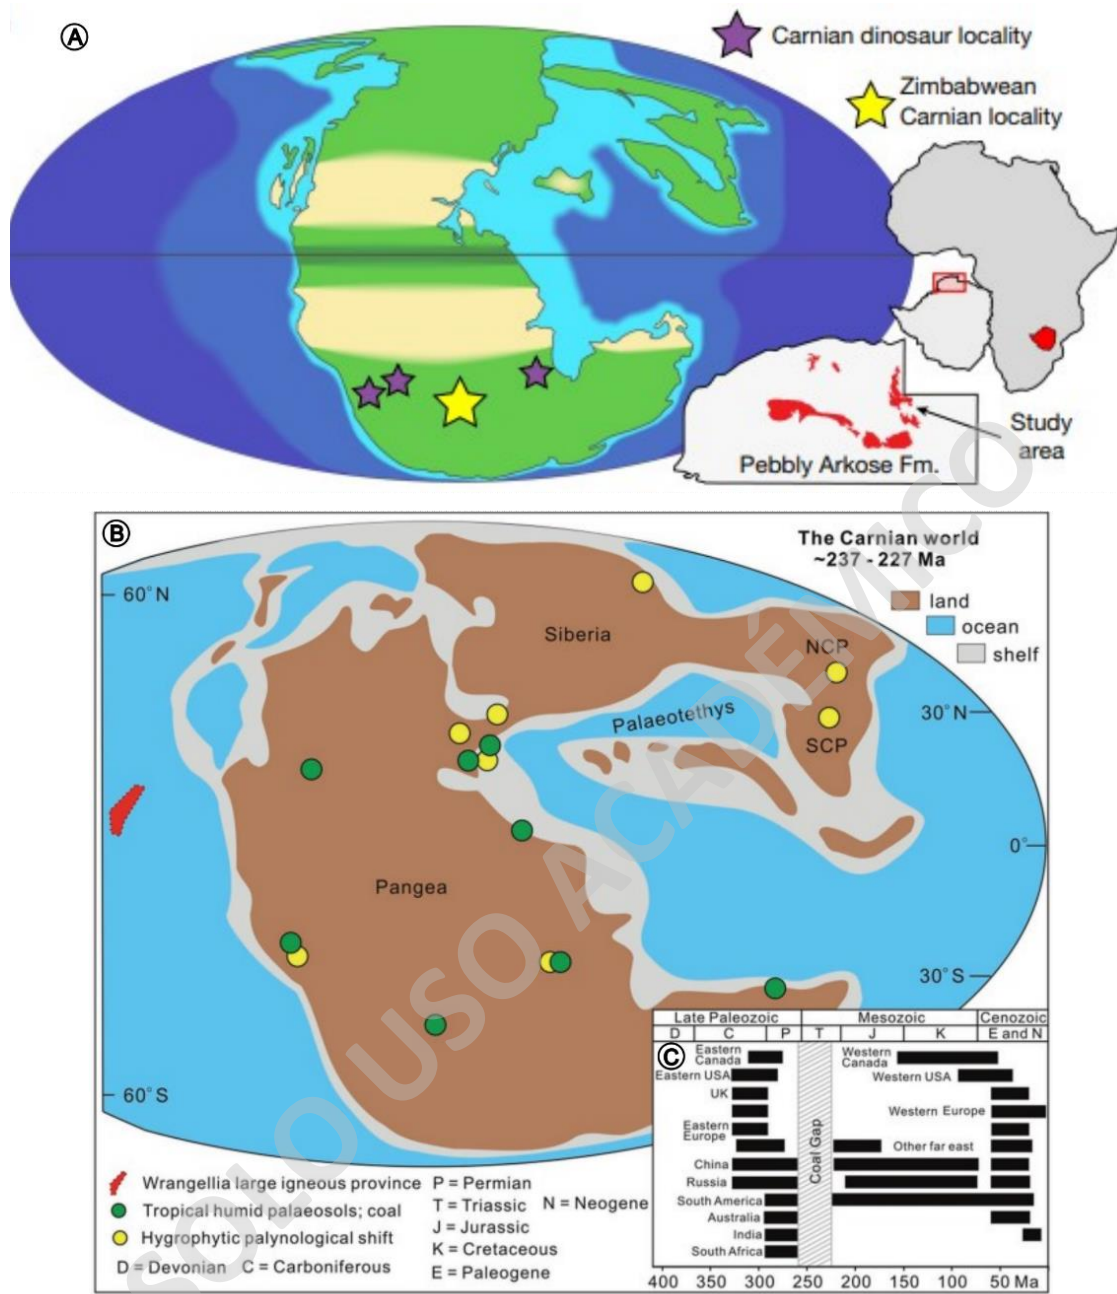 A
Carnian dinosaur locality
Zimbabwean
Carnian locality
Study
area
Pebbly Arkose Fm.
B
The Carnian world
~237 - 227 Ma
60°N
land
ocean
shelf
Siberia
NCP
30°N
Palaeotethys
SCP
0°
Pangea
30°S
60°S
Late Paleozoic Mesozoic Cenozoic
D C P T J K E and N
C
Eastern
Canada
Western
Canada
Eastern USA
Western USA
UK
Western Europe
Eastern
Europe
Other far east
Coal Gap
China
Russia
South America
Australia
India
South Africa
400 350 300 250 200 150 100 50 Ma
Wrangellia large igneous province
Tropical humid palaeosols; coal
Hygrophytic palynological shift
D = Devonian C = Carboniferous
P = Permian
T = Triassic N = Neogene
J = Jurassic
K = Cretaceous
E = Paleogene
SOLO USO ACADÉMICO